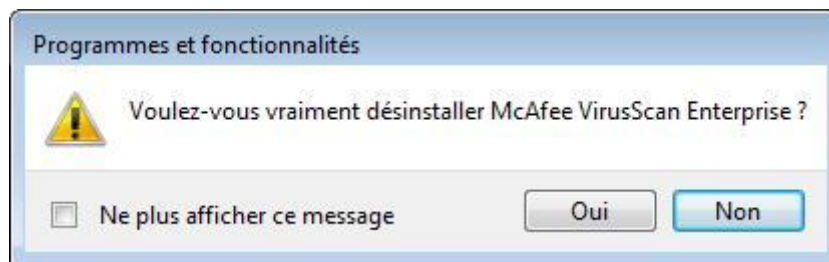 Programmes et fonctionnalités
Voulez-vous vraiment désinstaller McAfee VirusScan Enterprise ?
Ne plus afficher ce message
Oui
Non